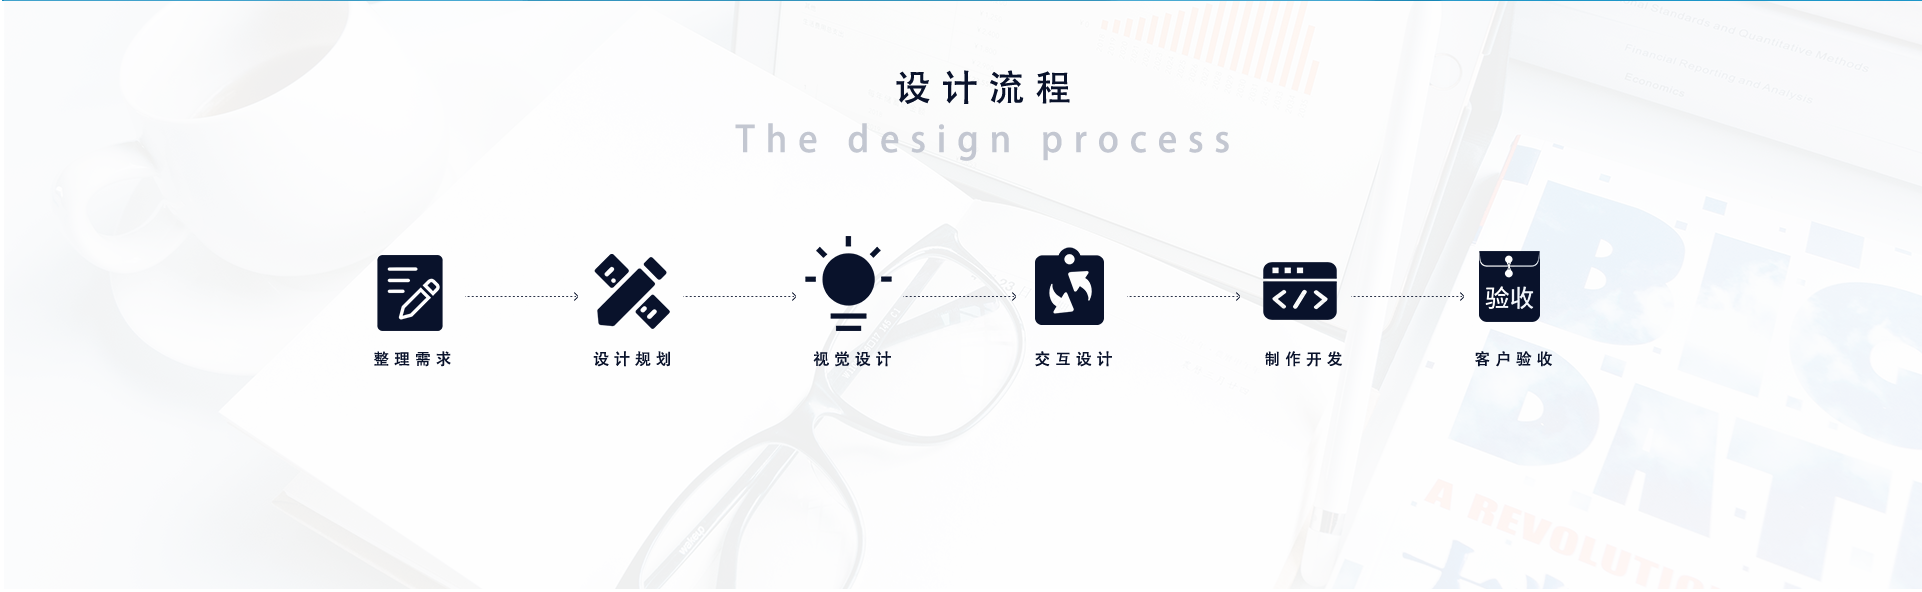 设计流程
The design process
验收
整理需求
设计规划
视觉设计
交互设计
制作开发
客户验收